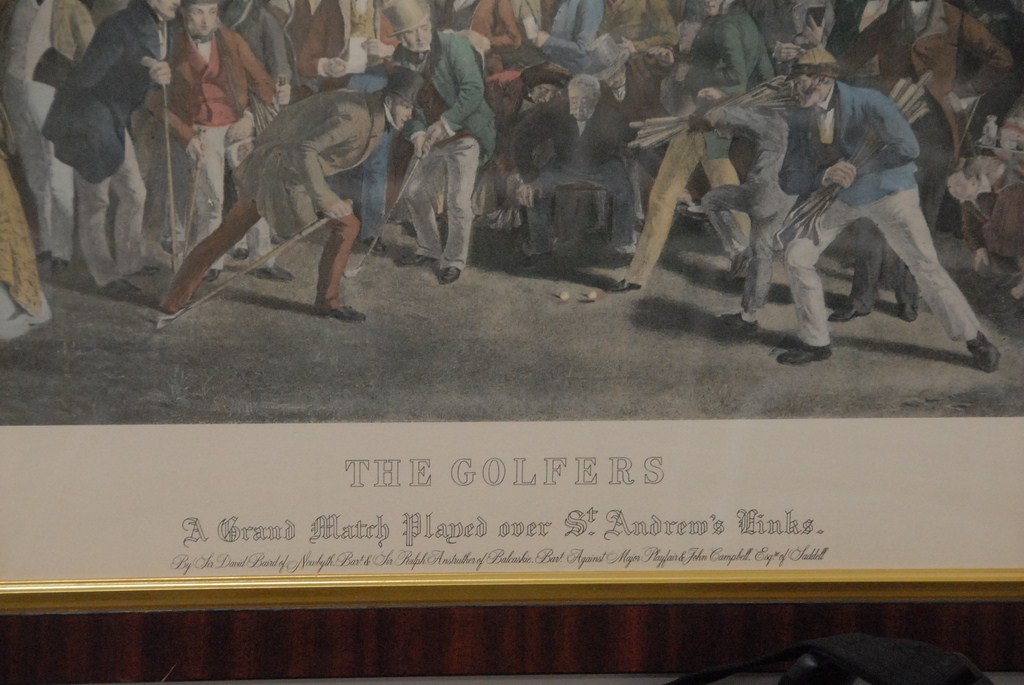 THE GOLFERS
A Grand Match Played over St. Andrew's Links.
By Sir David Baird of Newbyth, Bart. & Sir Ralph Anstruther of Balcaskie, Bart. Against Major Playfair & John Campbell, Esqre of Saddell